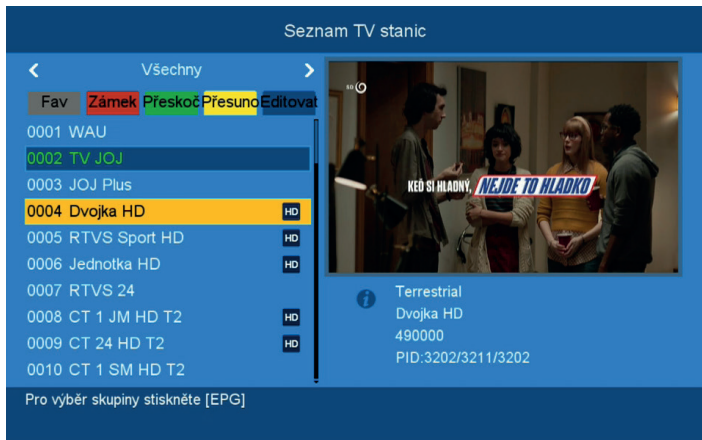 Seznam TV stanic
Všechny
Fav Zámek Přeskoč Přesuno Editovat
0001 WAU
0002 TV JOJ
0003 JOJ Plus
0004 Dvojka HD HD
0005 RTVS Sport HD HD
0006 Jednotka HD HD
0007 RTVS 24
0008 CT 1 JM HD T2 HD
0009 CT 24 HD T2 HD
0010 CT 1 SM HD T2
KEĎ SI HLADNÝ, NEJDE TO HLADKO
Terrestrial
Dvojka HD
490000
PID:3202/3211/3202
Pro výběr skupiny stiskněte [EPG]